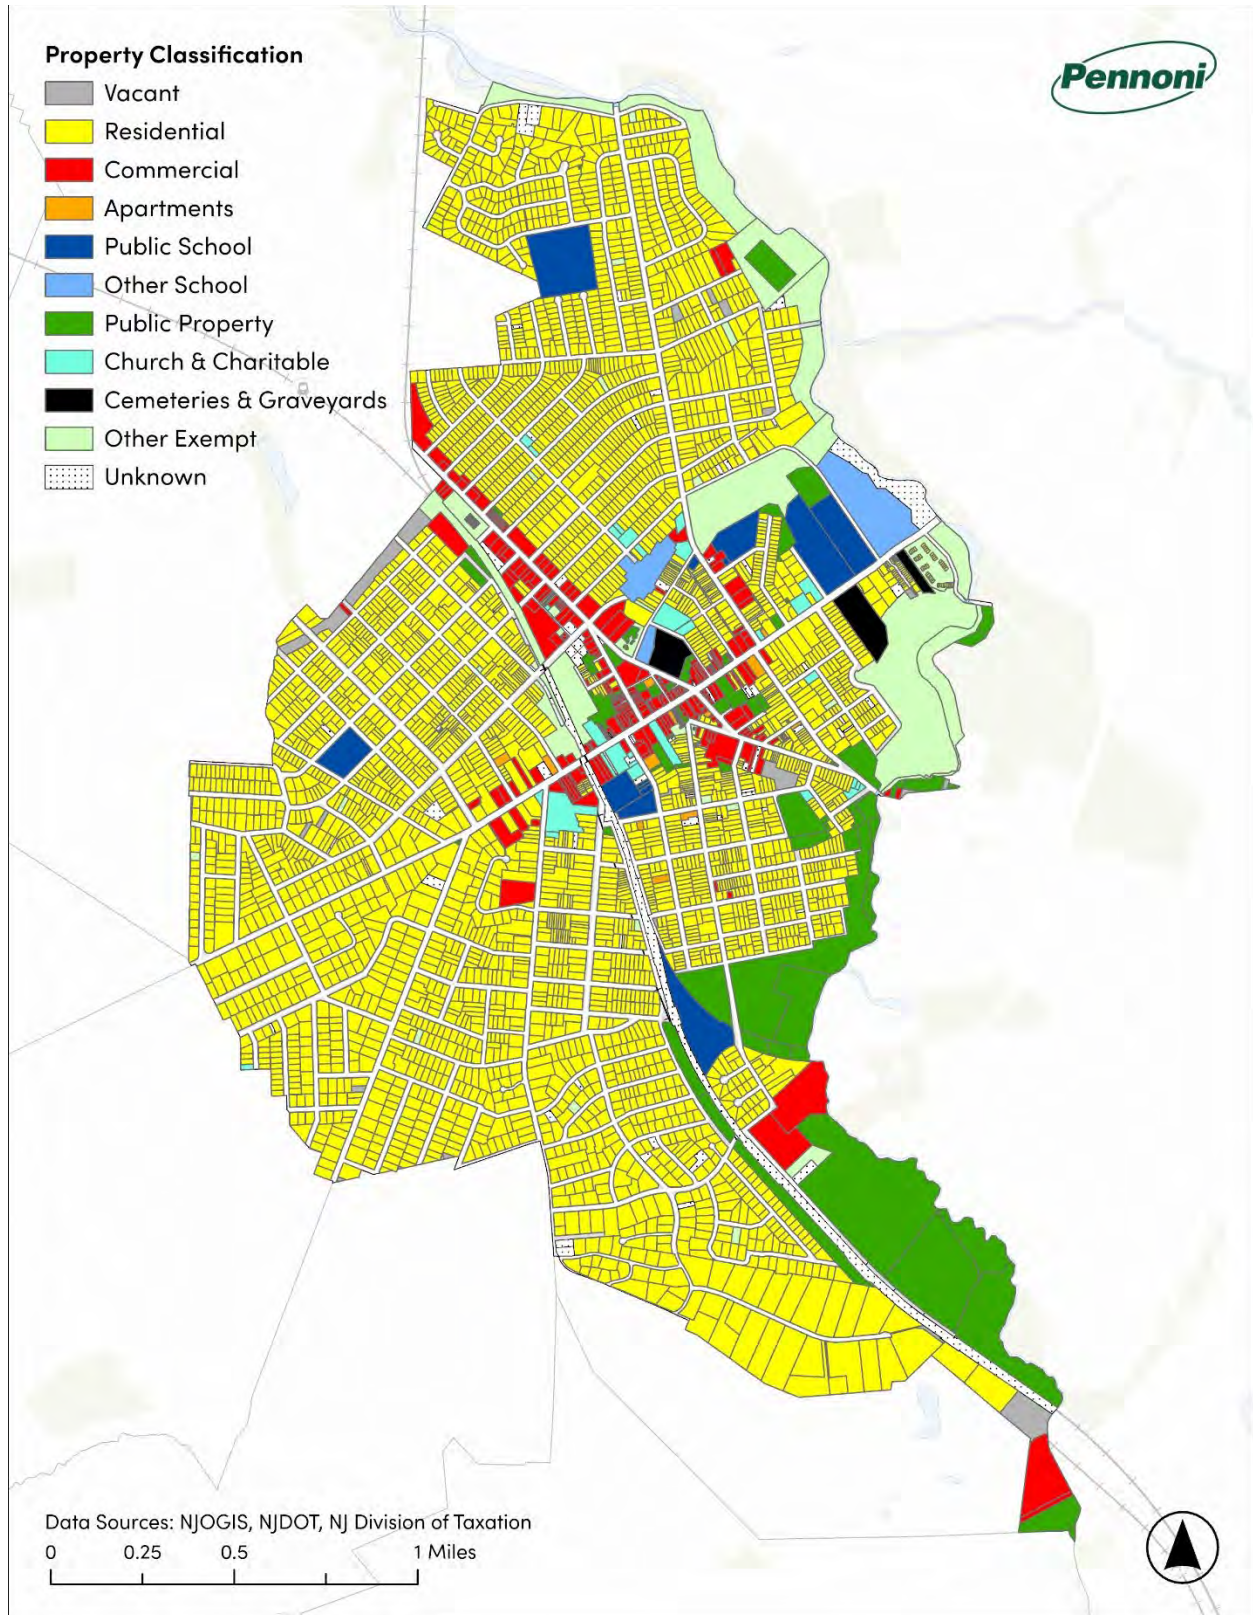 Property Classification
Vacant
Residential
Commercial
Apartments
Public School
Other School
Public Property
Church & Charitable
Cemeteries & Graveyards
Other Exempt
Unknown
Pennoni
Data Sources: NJOGIS, NJDOT, NJ Division of Taxation
0 0.25 0.5 1 Miles